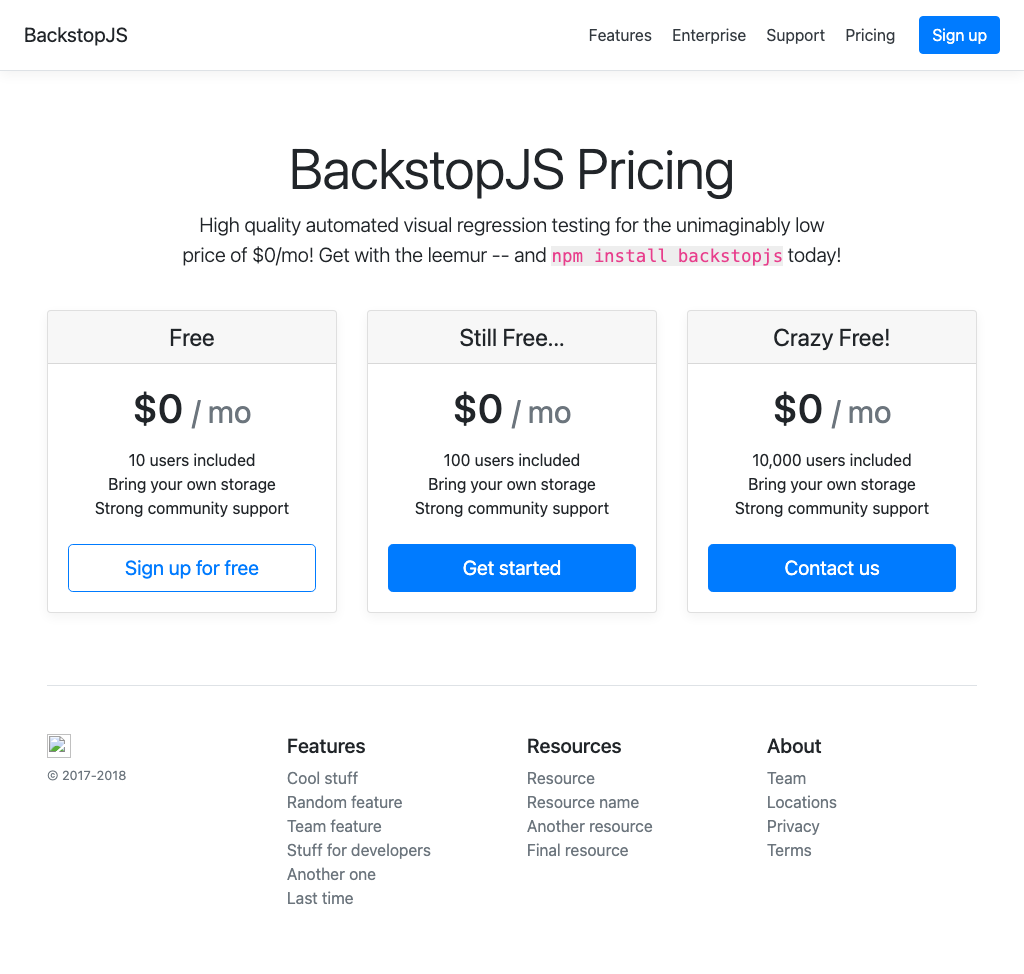 BackstopJS
Features Enterprise Support Pricing Sign up
BackstopJS Pricing
High quality automated visual regression testing for the unimaginably low
price of $0/mo! Get with the leemur -- and npm install backstopjs today!
Free
$0 / mo
10 users included
Bring your own storage
Strong community support
Sign up for free
Still Free...
$0 / mo
100 users included
Bring your own storage
Strong community support
Get started
Crazy Free!
$0 / mo
10,000 users included
Bring your own storage
Strong community support
Contact us
© 2017-2018
Features
Cool stuff
Random feature
Team feature
Stuff for developers
Another one
Last time
Resources
Resource
Resource name
Another resource
Final resource
About
Team
Locations
Privacy
Terms